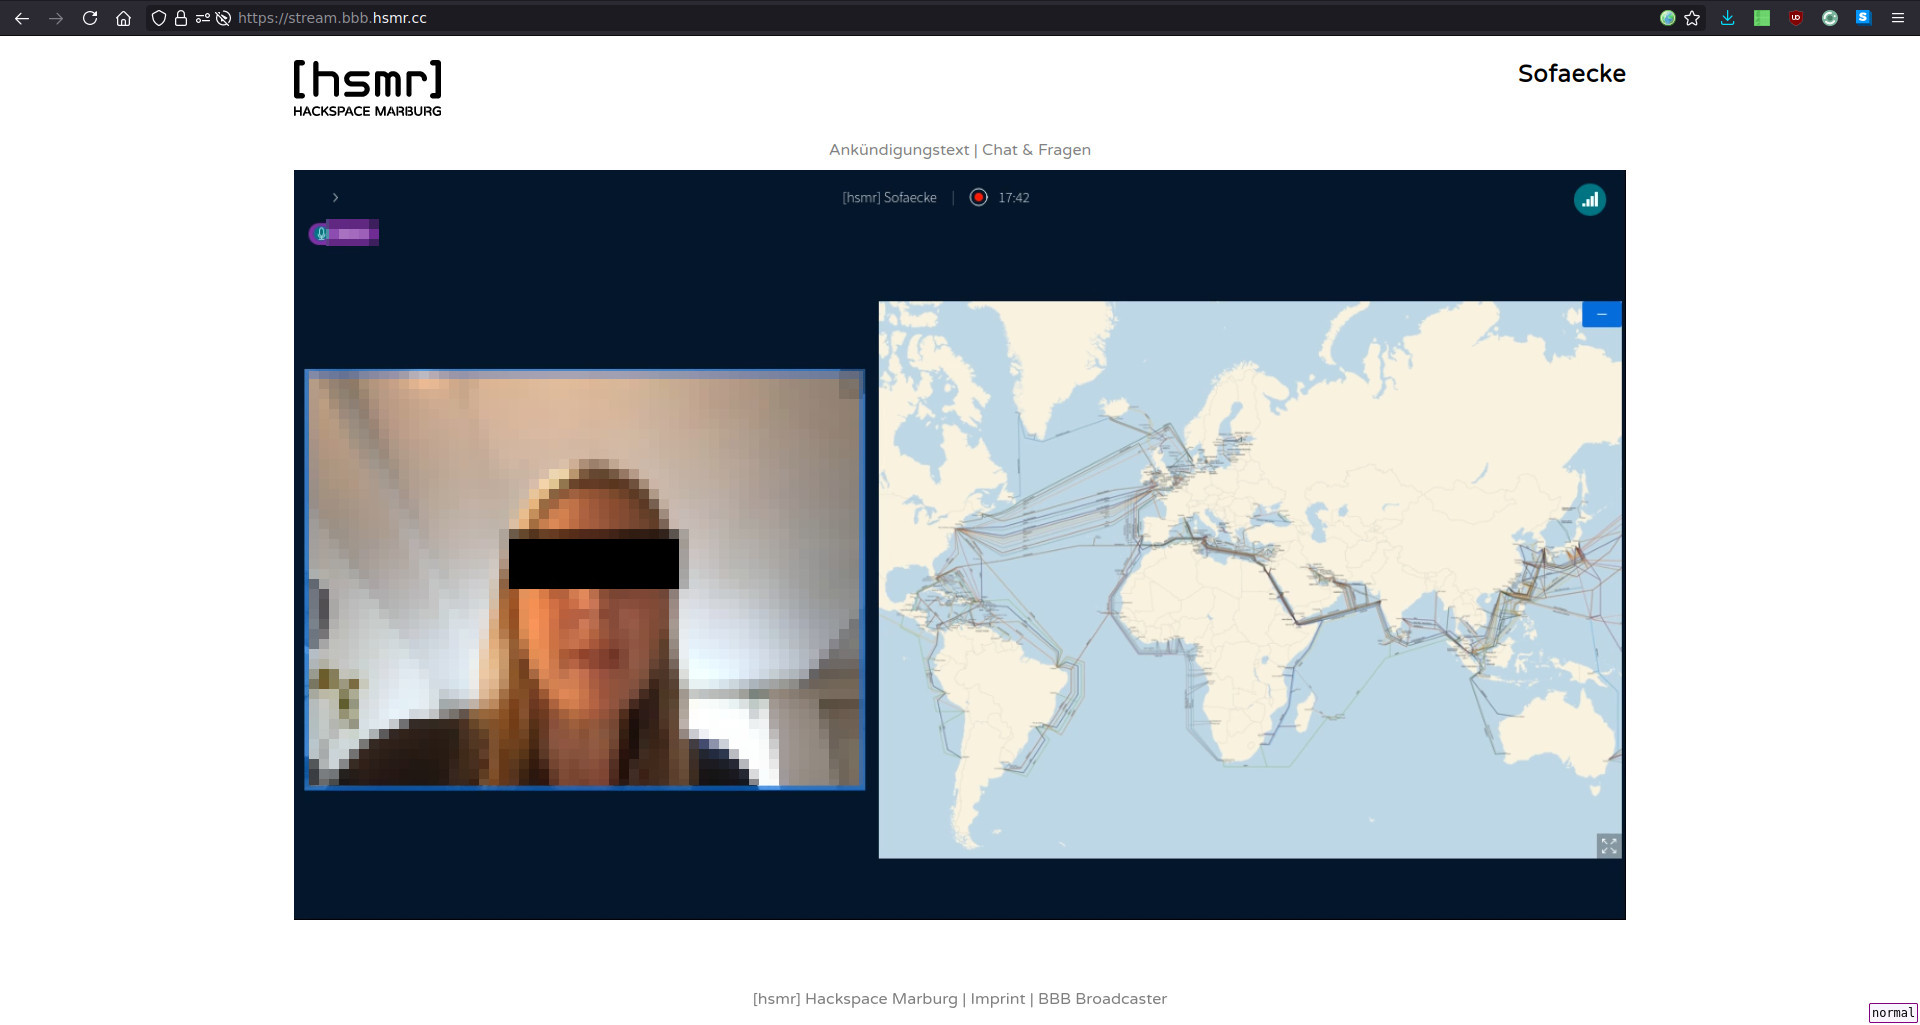 https://stream.bbb.hsmr.cc
[hsmr]
HACKSPACE MARBURG
Sofaecke
Ankündigungstext | Chat & Fragen
[hsmr] Sofaecke | 17:42
[hsmr] Hackspace Marburg | Imprint | BBB Broadcaster
normal